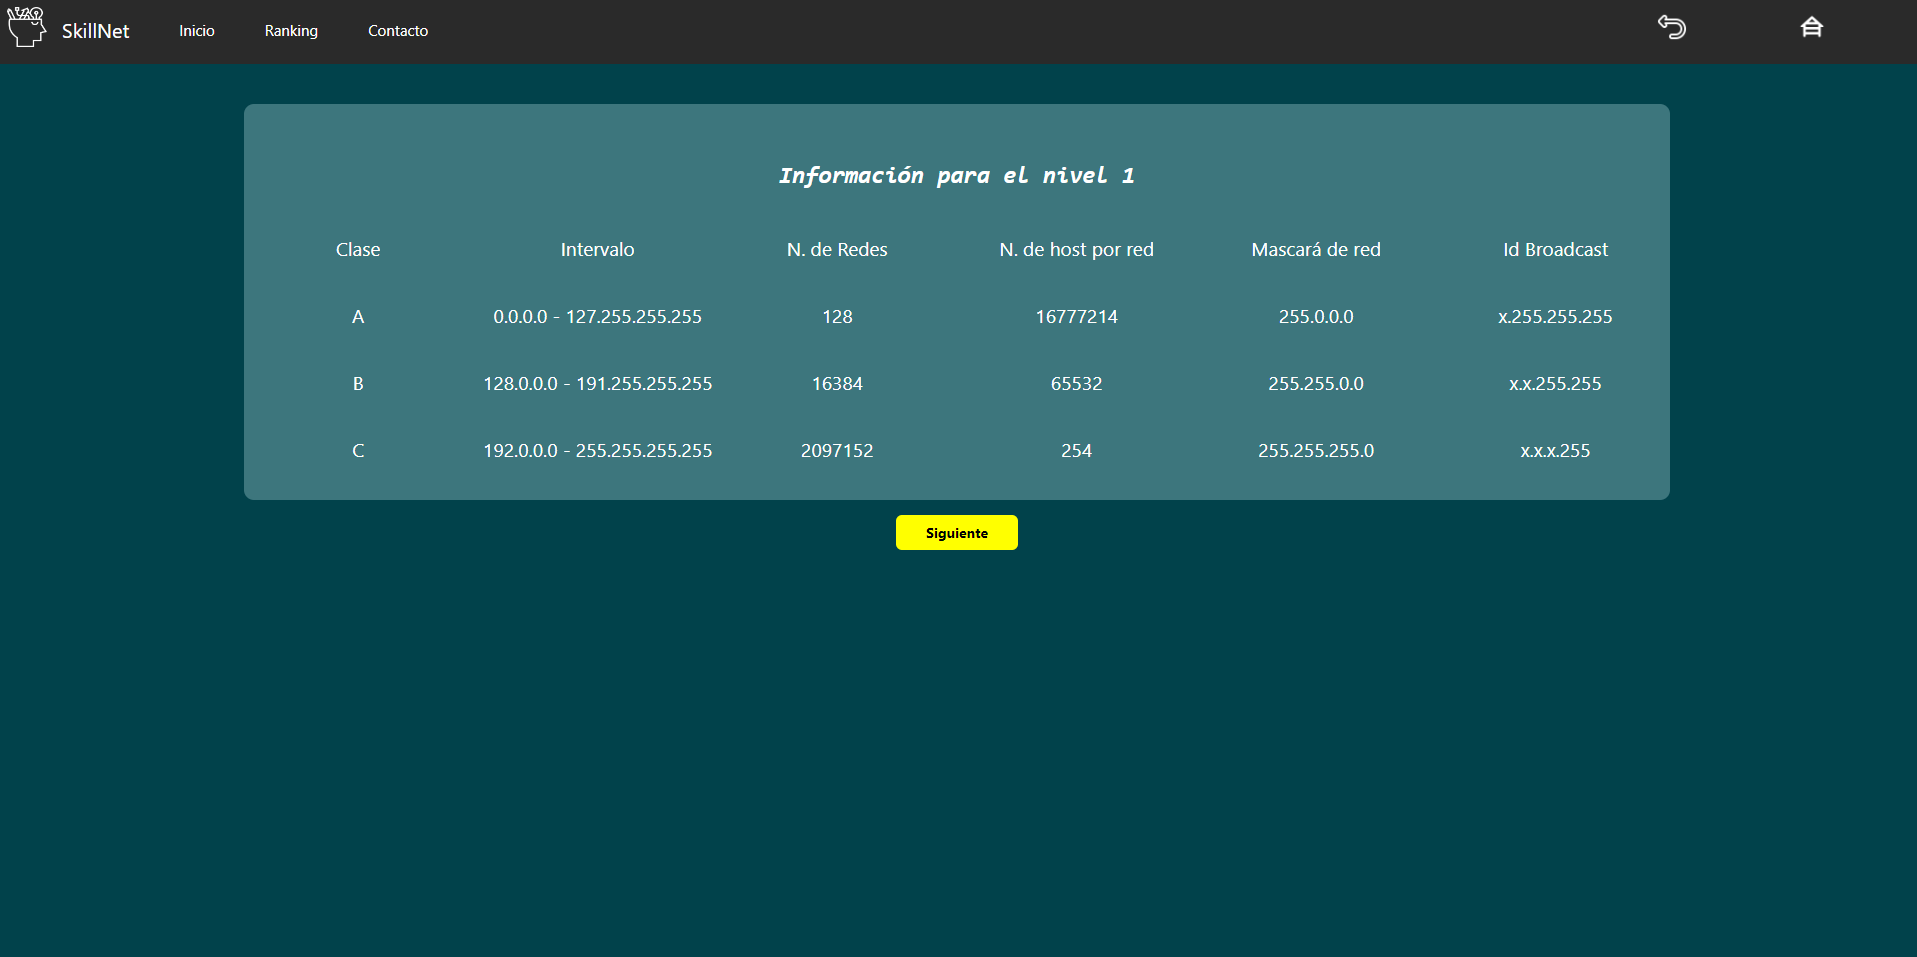 SkillNet Inicio Ranking Contacto
Información para el nivel 1
Clase Intervalo N. de Redes N. de host por red Mascará de red Id Broadcast
A 0.0.0.0 - 127.255.255.255 128 16777214 255.0.0.0 x.255.255.255
B 128.0.0.0 - 191.255.255.255 16384 65532 255.255.0.0 x.x.255.255
C 192.0.0.0 - 255.255.255.255 2097152 254 255.255.255.0 x.x.x.255
Siguiente